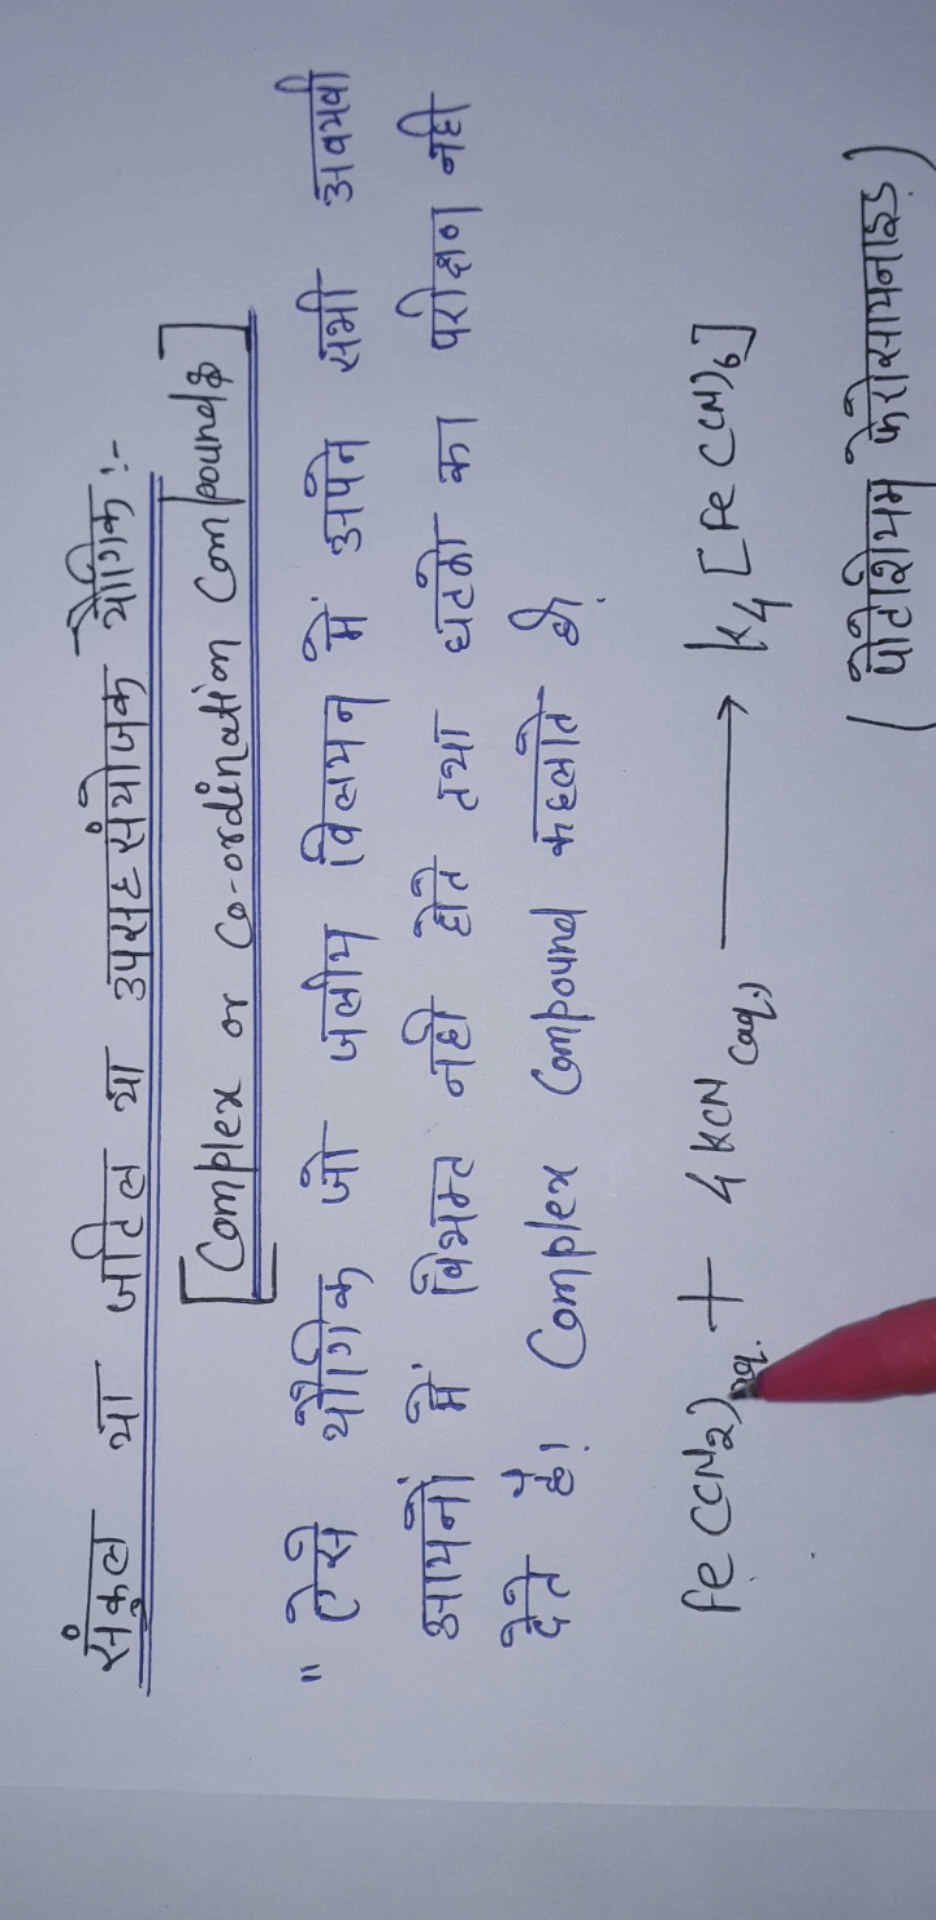 संकुल या जटिल या उपसहसंयोजक यौगिक :-
[Complex or Co-ordination Compounds]
" ऐसे यौगिक जो जलीय विलयन में अपने सभी अवयवी
आयनों में विभक्त नही होते तथा घटको का परीक्षण नही
देते है। Complex Compound कहलाते है.
Fe(CN2)aq. + 4KCN(aq.) ⟶ K4[Fe(CN)6]
(पोटेशियम फेरोसायनाइड)